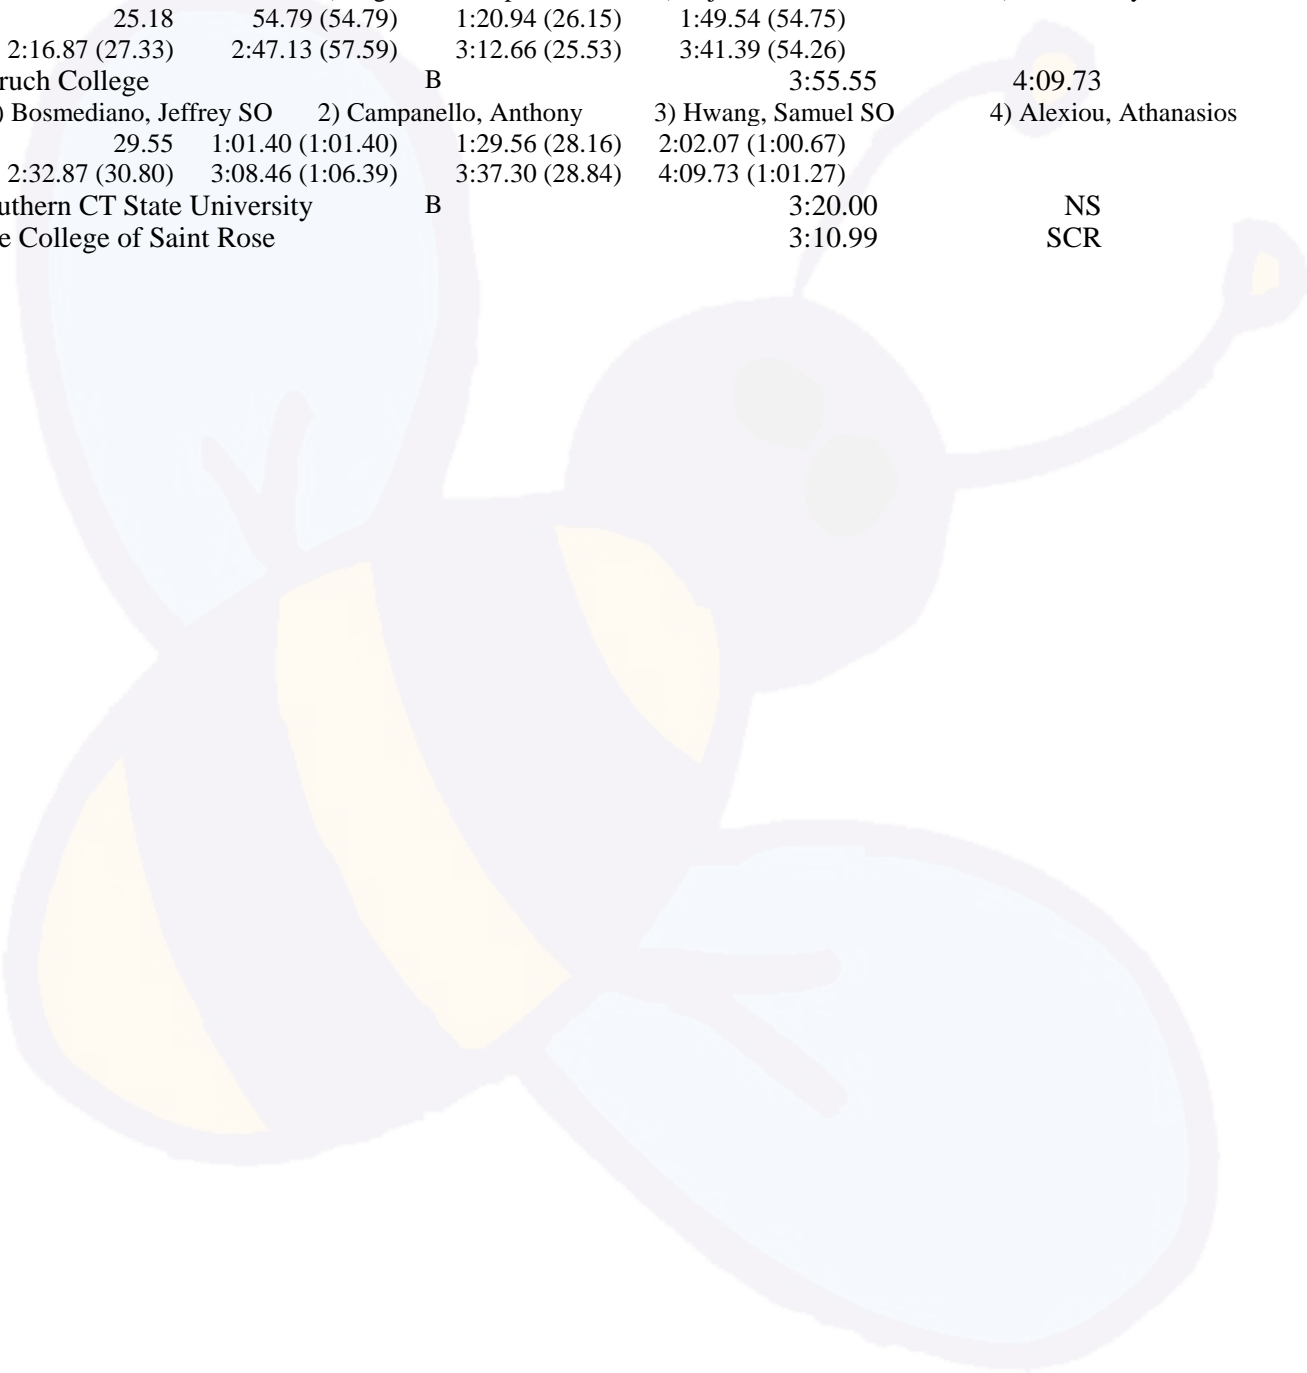 25.18 54.79 (54.79) 1:20.94 (26.15) 1:49.54 (54.75)
2:16.87 (27.33) 2:47.13 (57.59) 3:12.66 (25.53) 3:41.39 (54.26)
ruch College B 3:55.55 4:09.73
) Bosmediano, Jeffrey SO 2) Campanello, Anthony 3) Hwang, Samuel SO 4) Alexiou, Athanasios
29.55 1:01.40 (1:01.40) 1:29.56 (28.16) 2:02.07 (1:00.67)
2:32.87 (30.80) 3:08.46 (1:06.39) 3:37.30 (28.84) 4:09.73 (1:01.27)
uthern CT State University B 3:20.00 NS
e College of Saint Rose 3:10.99 SCR